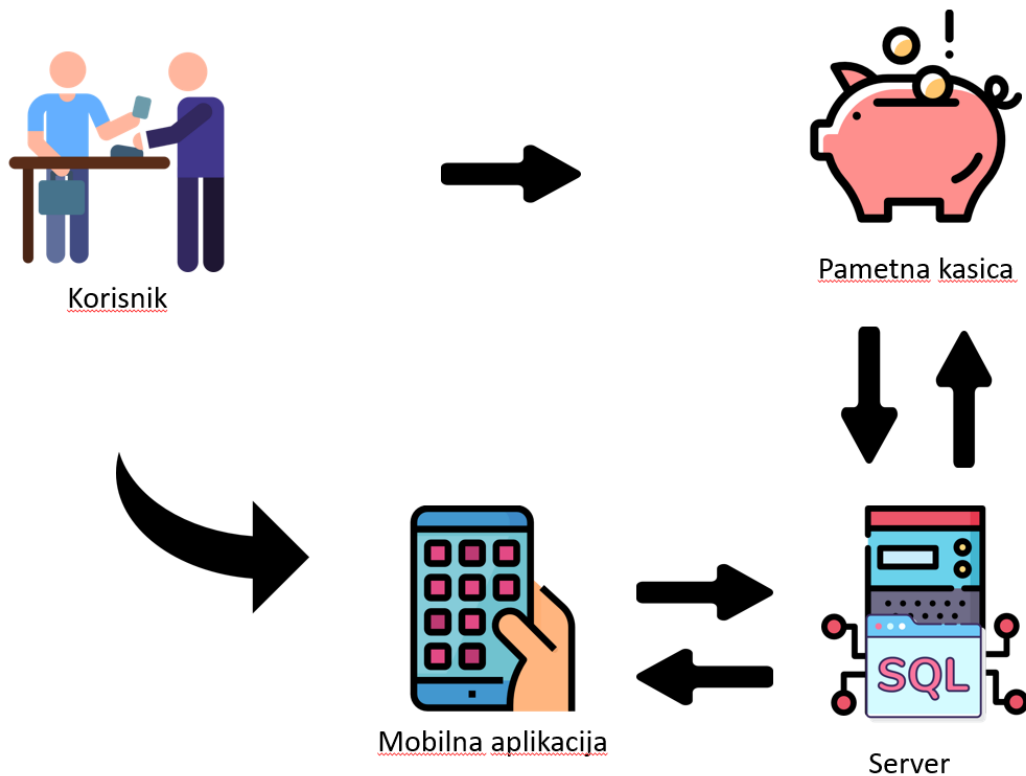 Korisnik
Pametna kasica
Mobilna aplikacija
SQL
Server